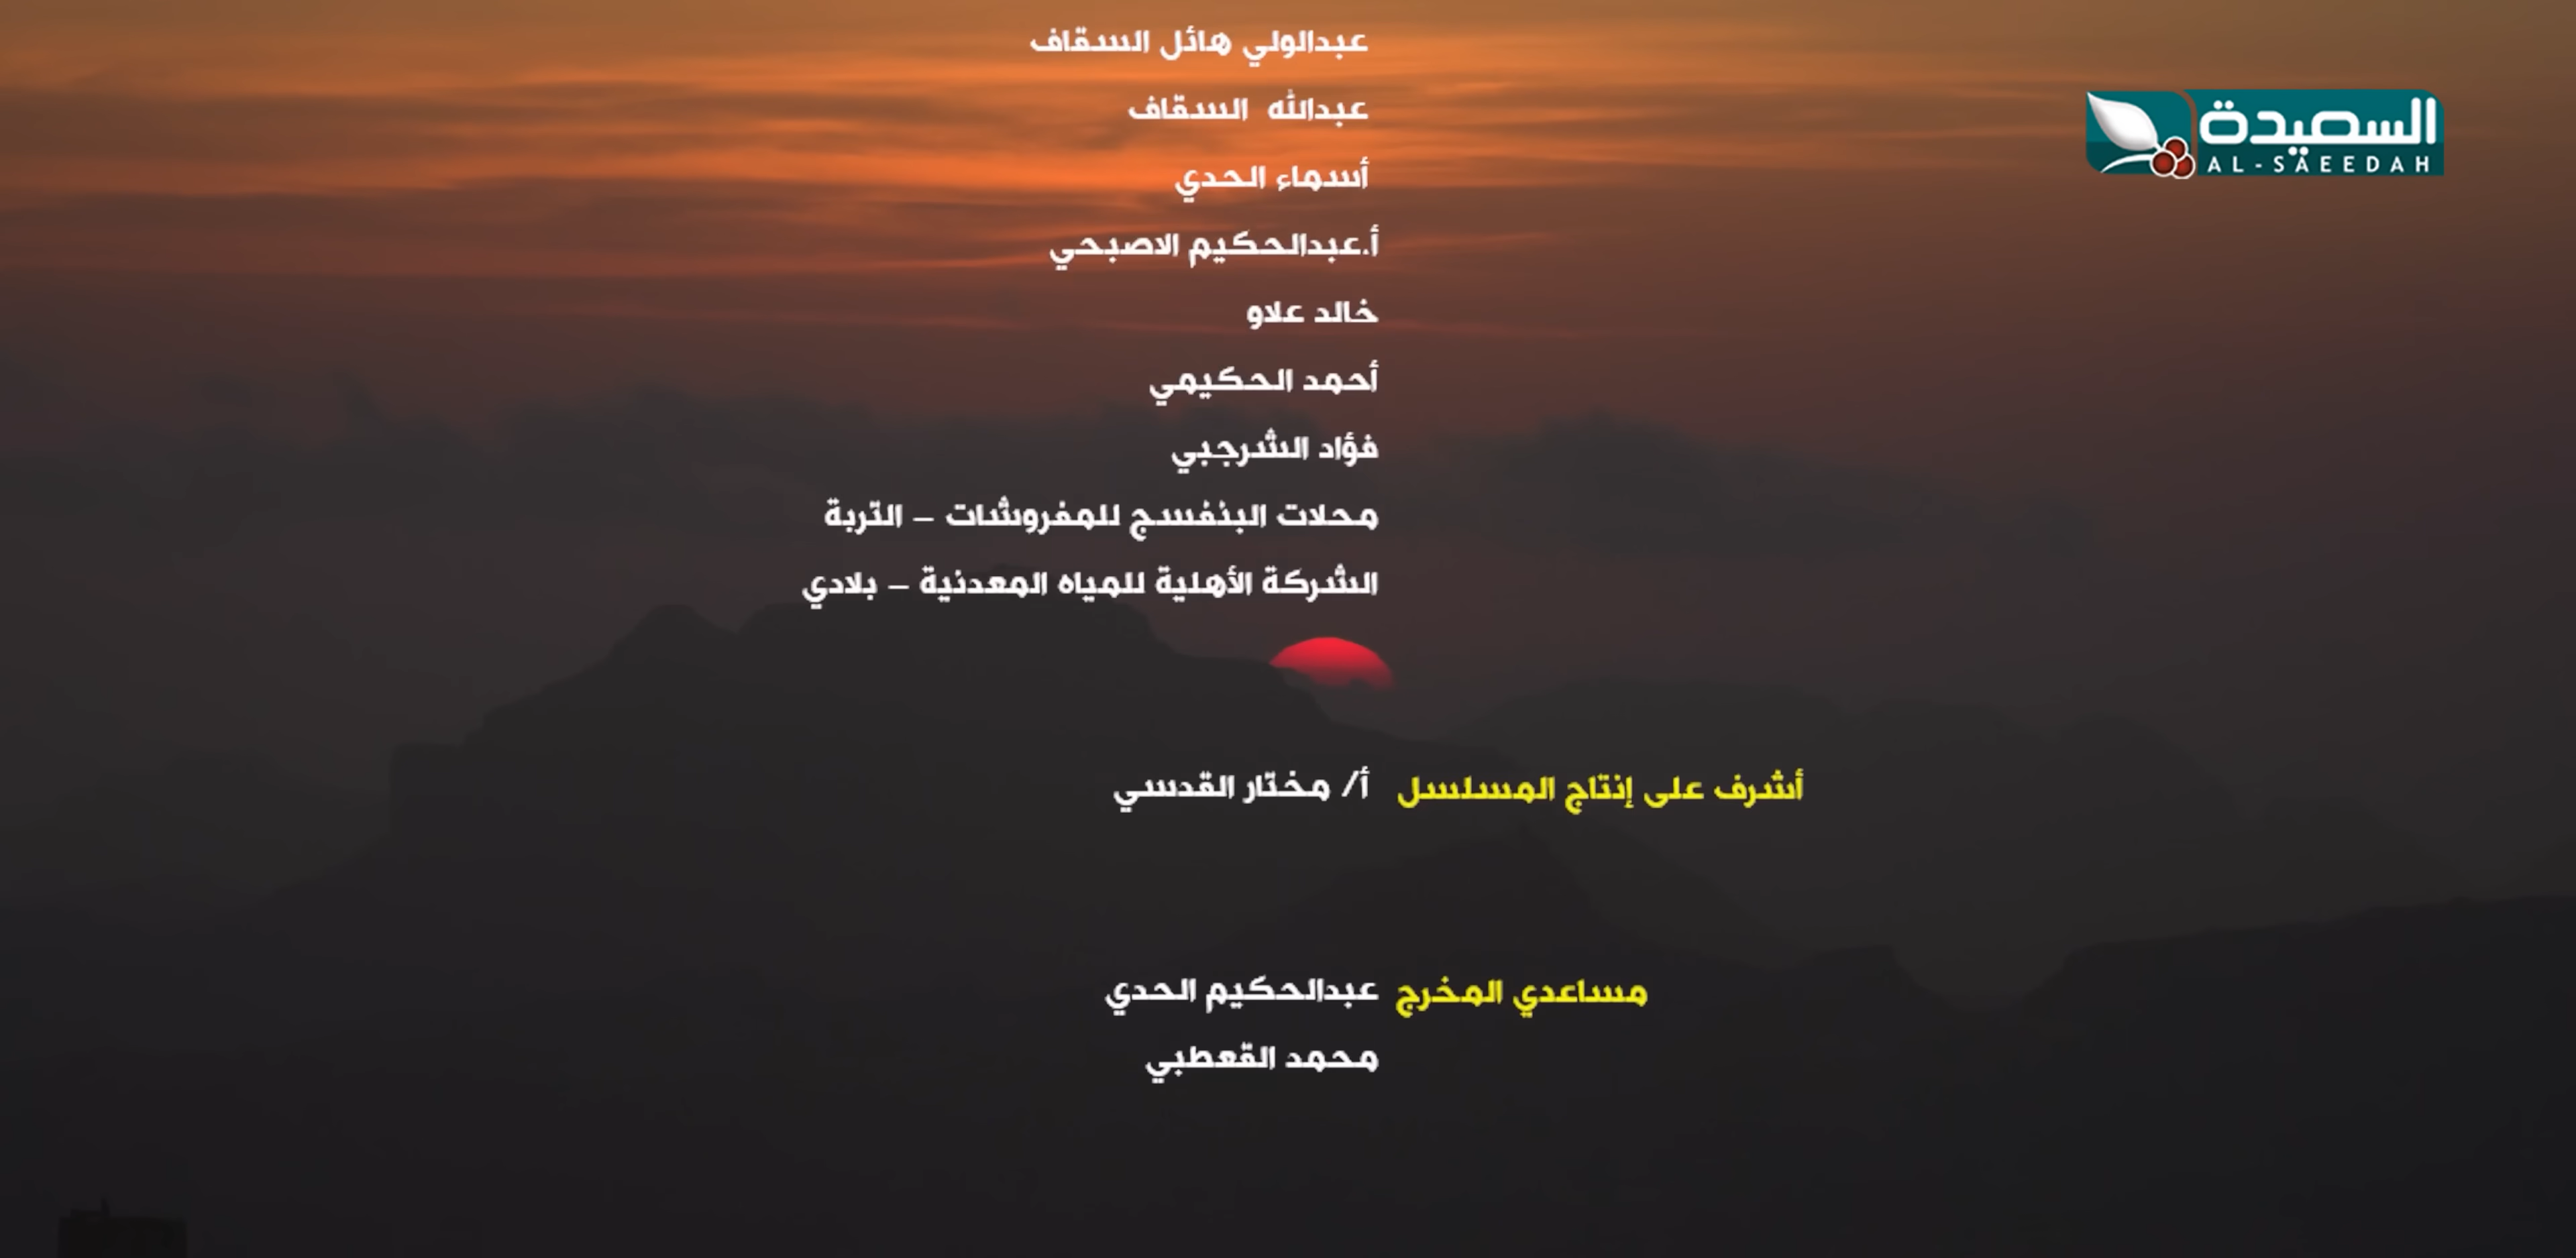 عبدالولي هائل السقاف
عبدالله السقاف
السعيدة
AL-SAEEDAH
أسماء الحدي
أ.عبدالحكيم الاصبحي
خالد علاو
أحمد الحكيمي
فؤاد الشرجبي
محلات البنفسج للمفروشات – التربة
الشركة الأهلية للمياه المعدنية – بلادي
أشرف على إنتاج المسلسل أ/ مختار القدسي
مساعدي المخرج عبدالحكيم الحدي
محمد القعطبي